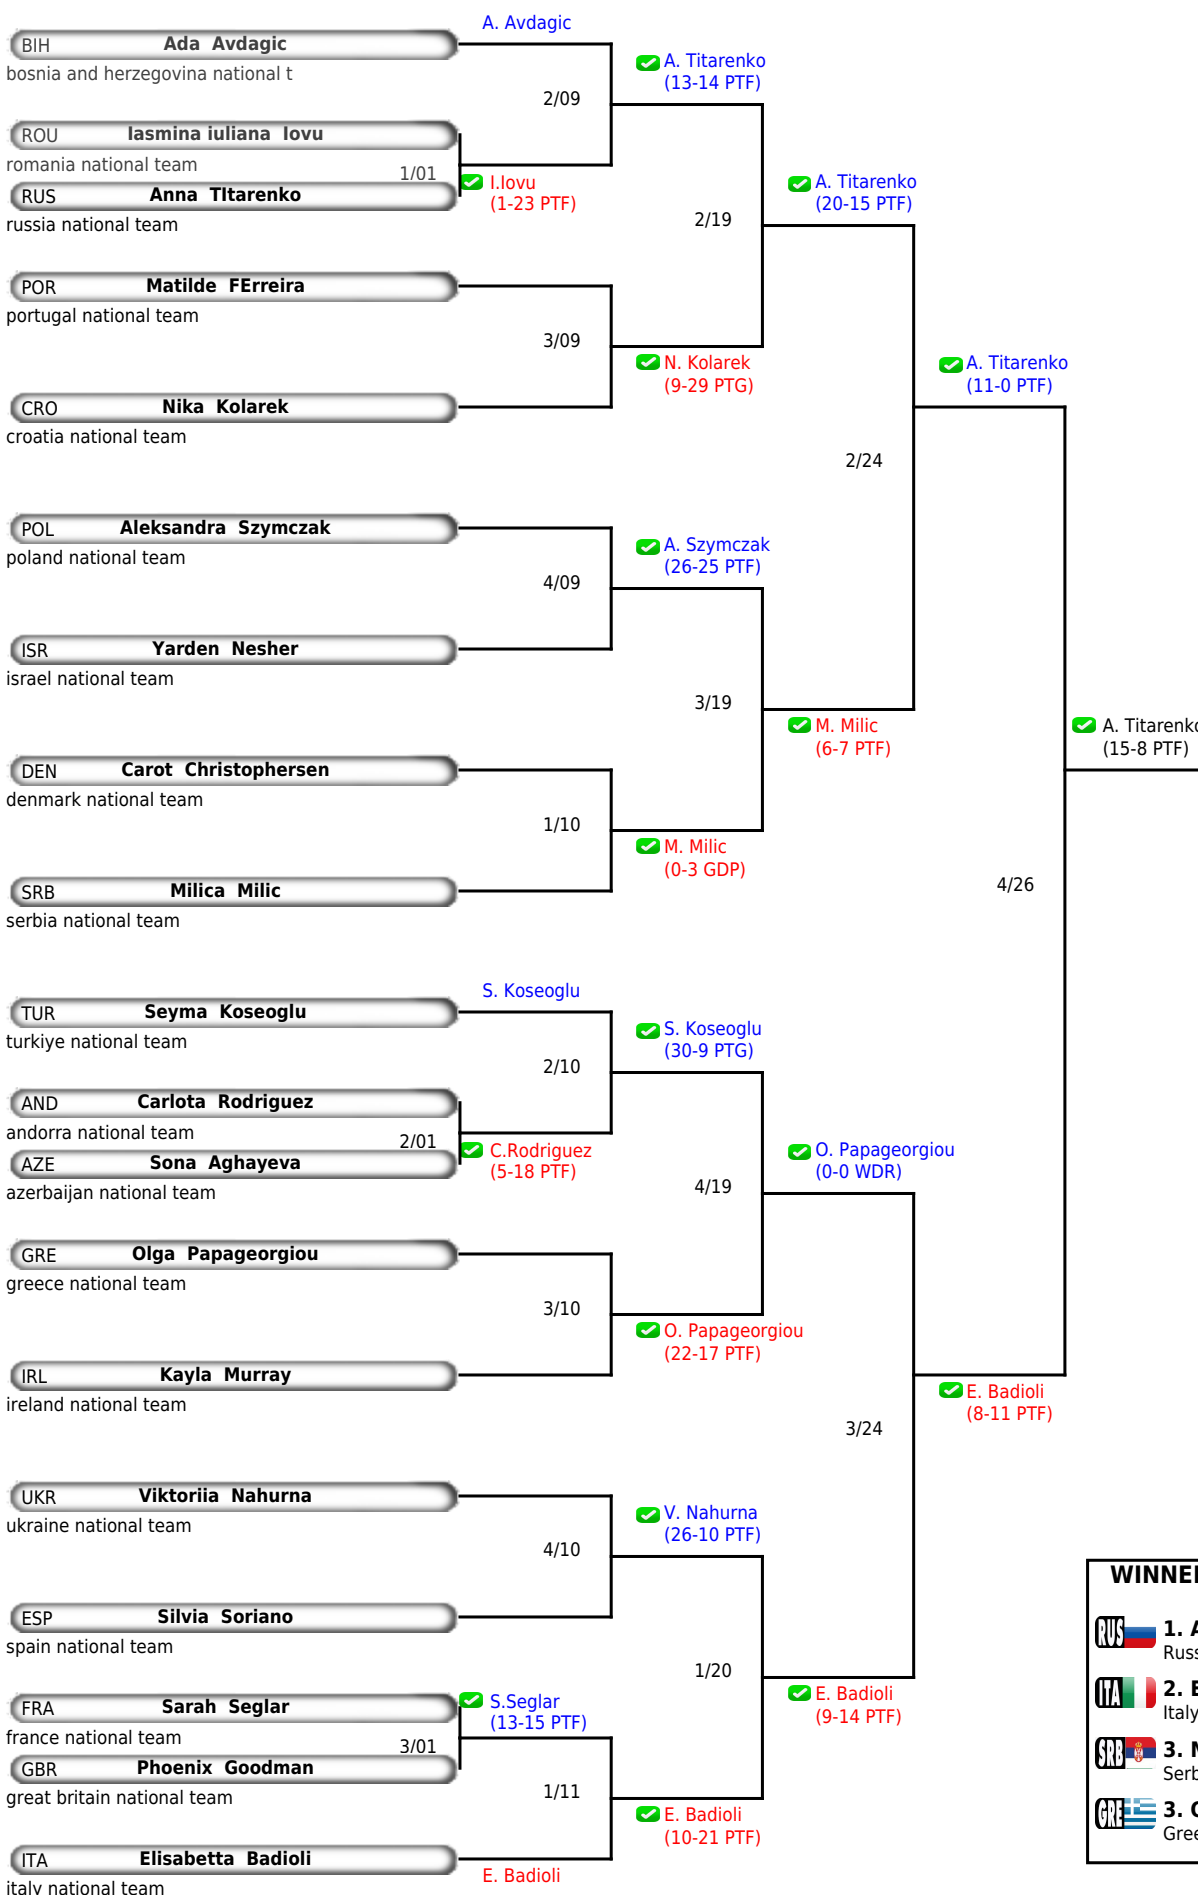 A. Avdagic
BIH Ada Avdagic
bosnia and herzegovina national t
A. Titarenko
(13-14 PTF)
2/09
ROU Iasmina iuliana Iovu
romania national team
1/01
I.Iovu
(1-23 PTF)
RUS Anna TItarenko
russia national team
A. Titarenko
(20-15 PTF)
2/19
POR Matilde FErreira
portugal national team
3/09
N. Kolarek
(9-29 PTG)
CRO Nika Kolarek
croatia national team
A. Titarenko
(11-0 PTF)
2/24
POL Aleksandra Szymczak
poland national team
A. Szymczak
(26-25 PTF)
4/09
ISR Yarden Nesher
israel national team
3/19
M. Milic
(6-7 PTF)
A. Titarenko
(15-8 PTF)
DEN Carot Christophersen
denmark national team
1/10
M. Milic
(0-3 GDP)
SRB Milica Milic
serbia national team
4/26
S. Koseoglu
TUR Seyma Koseoglu
turkiye national team
S. Koseoglu
(30-9 PTG)
2/10
AND Carlota Rodriguez
andorra national team
2/01
C.Rodriguez
(5-18 PTF)
AZE Sona Aghayeva
azerbaijan national team
O. Papageorgiou
(0-0 WDR)
4/19
GRE Olga Papageorgiou
greece national team
3/10
O. Papageorgiou
(22-17 PTF)
IRL Kayla Murray
ireland national team
E. Badioli
(8-11 PTF)
3/24
UKR Viktoriia Nahurna
ukraine national team
V. Nahurna
(26-10 PTF)
4/10
ESP Silvia Soriano
spain national team
1/20
E. Badioli
(9-14 PTF)
FRA Sarah Seglar
france national team
S.Seglar
(13-15 PTF)
3/01
GBR Phoenix Goodman
great britain national team
1/11
E. Badioli
(10-21 PTF)
ITA Elisabetta Badioli
italy national team
E. Badioli
WINNE
RUS 1. A
Russ
ITA 2. E
Italy
SRB 3.
Serb
GRE 3.
Gree